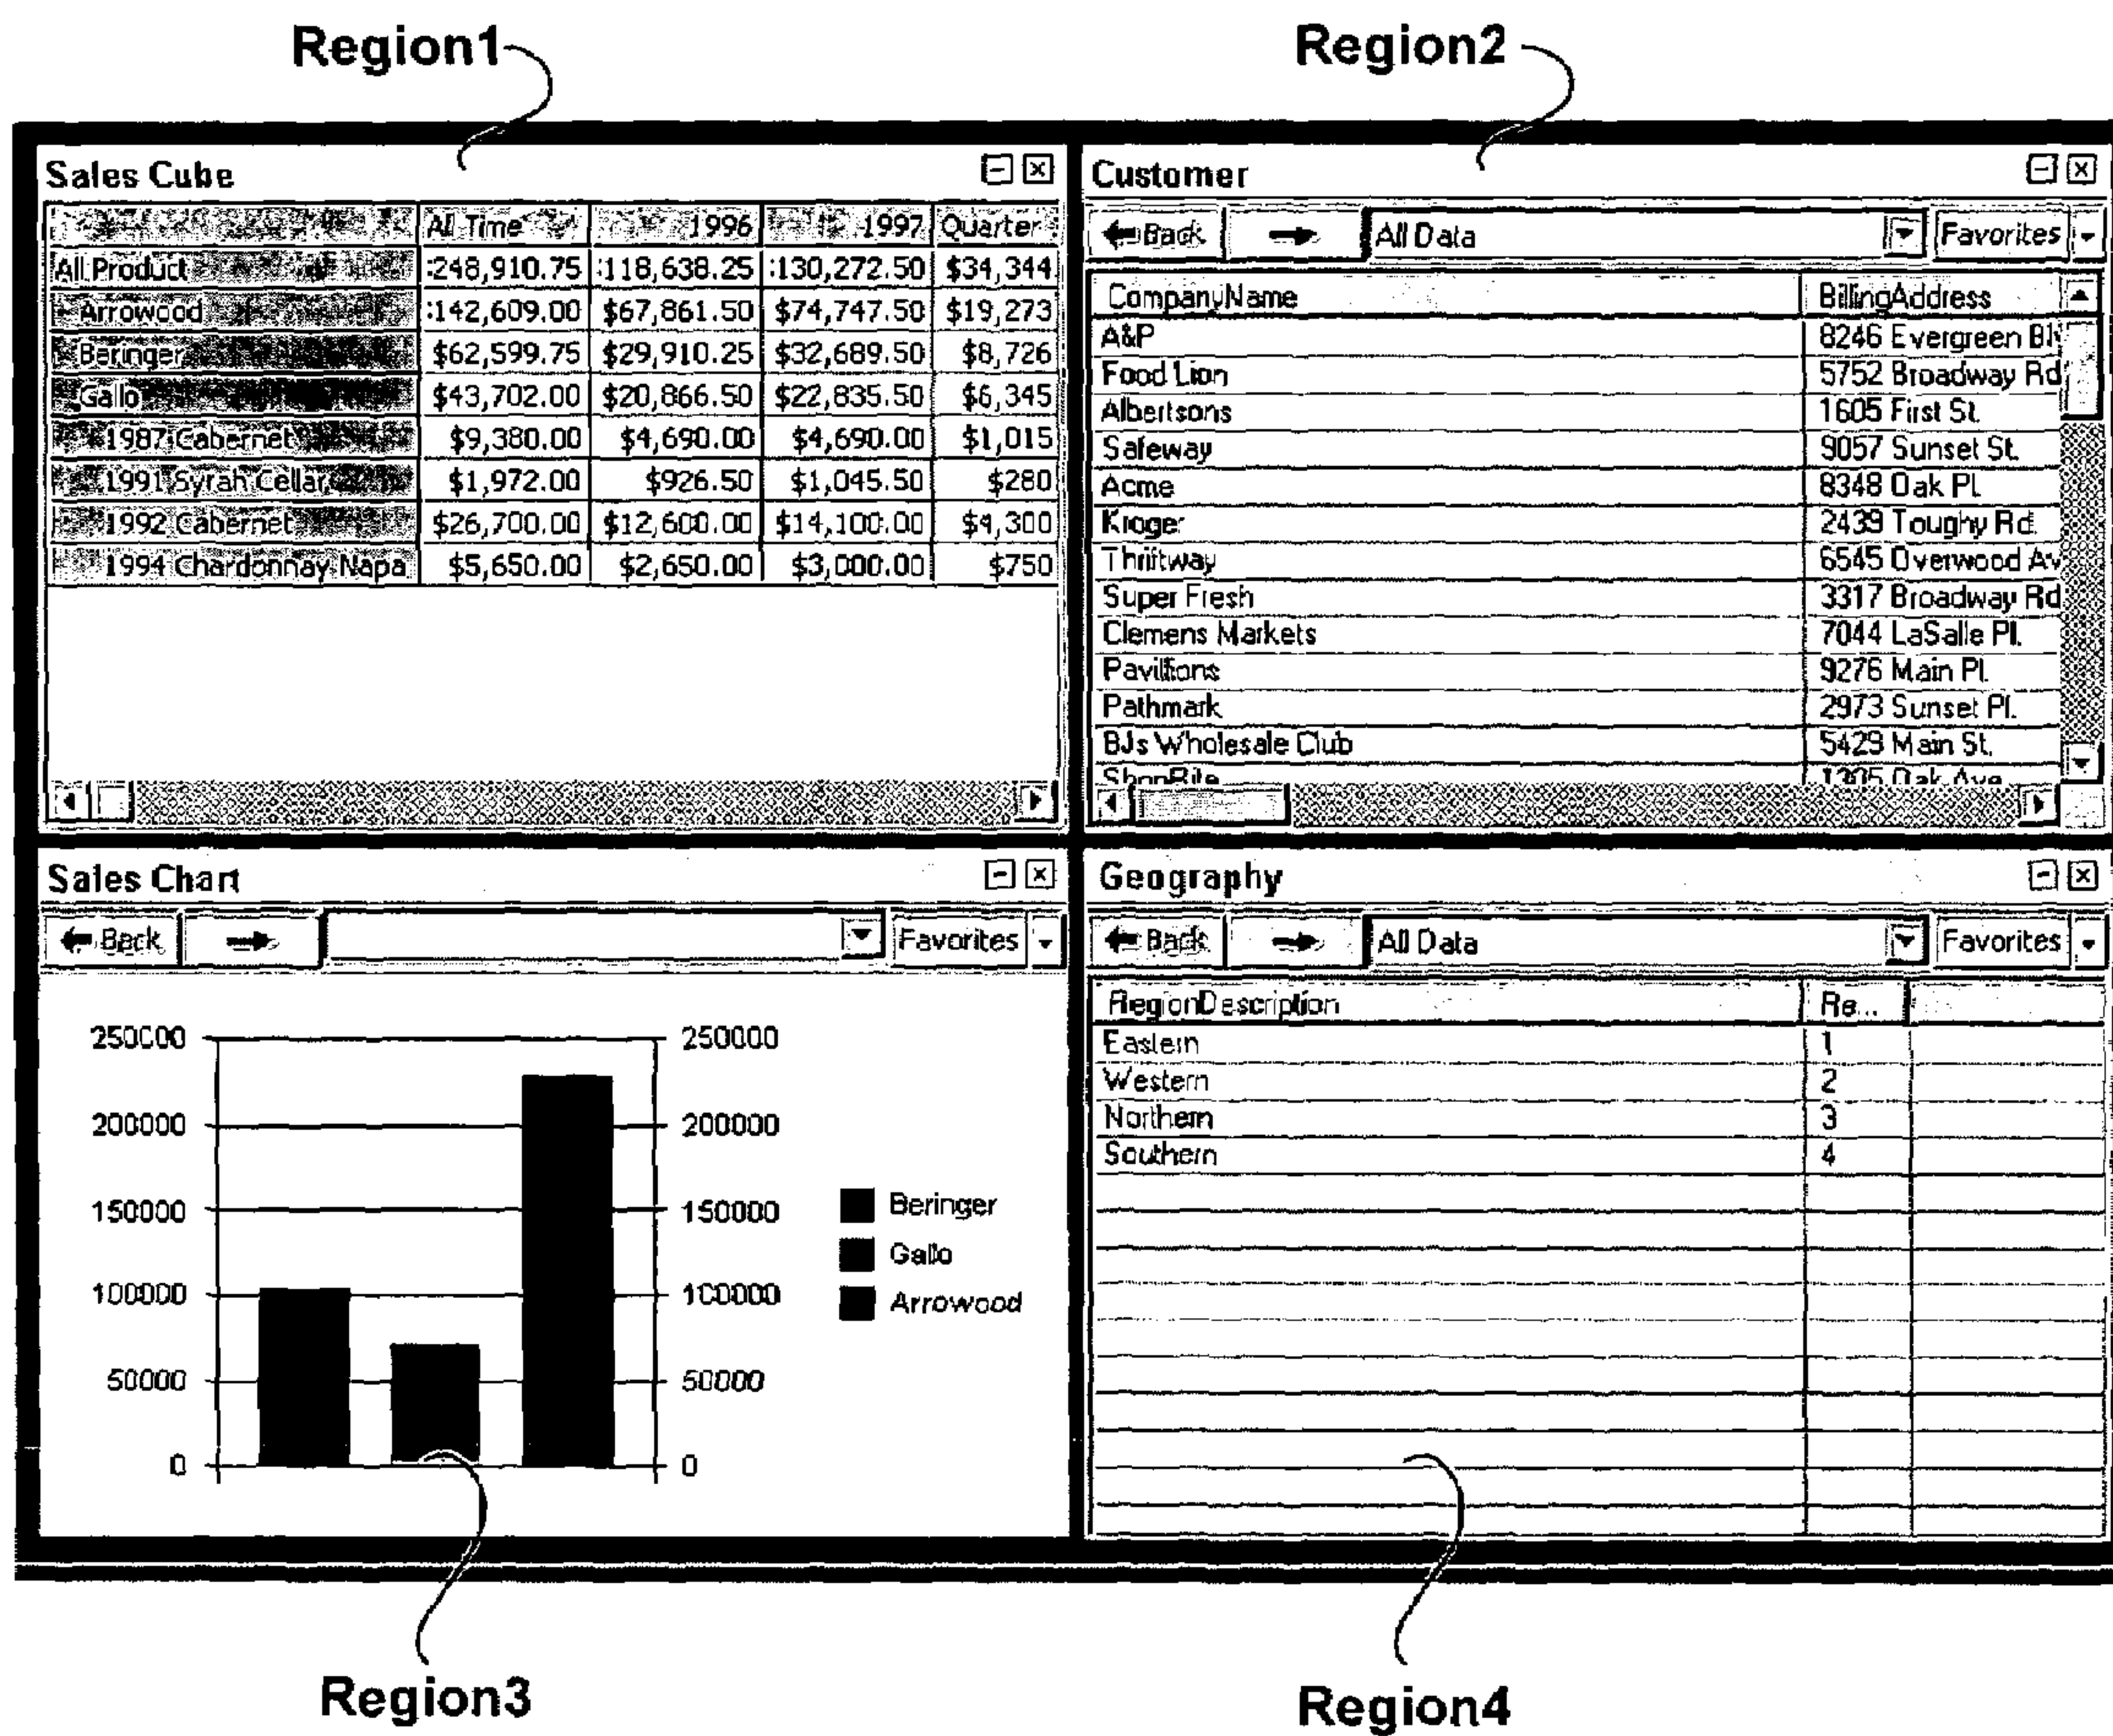 Region1
Region2
Sales Cube
All Time 1996 1997 Quarter
All Product :248,910.75 :118,638.25 :130,272.50 $34,344
Arrowood :142,609.00 $67,861.50 $74,747.50 $19,273
Beringer $62,599.75 $29,910.25 $32,689.50 $8,726
Gallo $43,702.00 $20,866.50 $22,835.50 $6,345
1987 Cabernet $9,380.00 $4,690.00 $4,690.00 $1,015
1991 Syrah Cellar $1,972.00 $926.50 $1,045.50 $280
1992 Cabernet $26,700.00 $12,600.00 $14,100.00 $4,300
1994 Chardonnay Napa $5,650.00 $2,650.00 $3,000.00 $750
Customer
Back All Data Favorites
CompanyName BillingAddress
A&P 8246 Evergreen Blv
Food Lion 5752 Broadway Rd
Albertsons 1605 First St.
Safeway 9057 Sunset St.
Acme 8348 Oak Pl.
Kroger 2439 Toughy Rd.
Thriftway 6545 Overwood Av
Super Fresh 3317 Broadway Rd
Clemens Markets 7044 LaSalle Pl.
Pavilions 9276 Main Pl.
Pathmark 2973 Sunset Pl.
BJs Wholesale Club 5429 Main St.
ShopRite 1305 Oak Ave
Sales Chart
Back Favorites
250000 250000
200000 200000
150000 150000
100000 100000
50000 50000
0 0
Beringer
Gallo
Arrowood
Geography
Back All Data Favorites
RegionDescription Re...
Eastern 1
Western 2
Northern 3
Southern 4
Region3
Region4